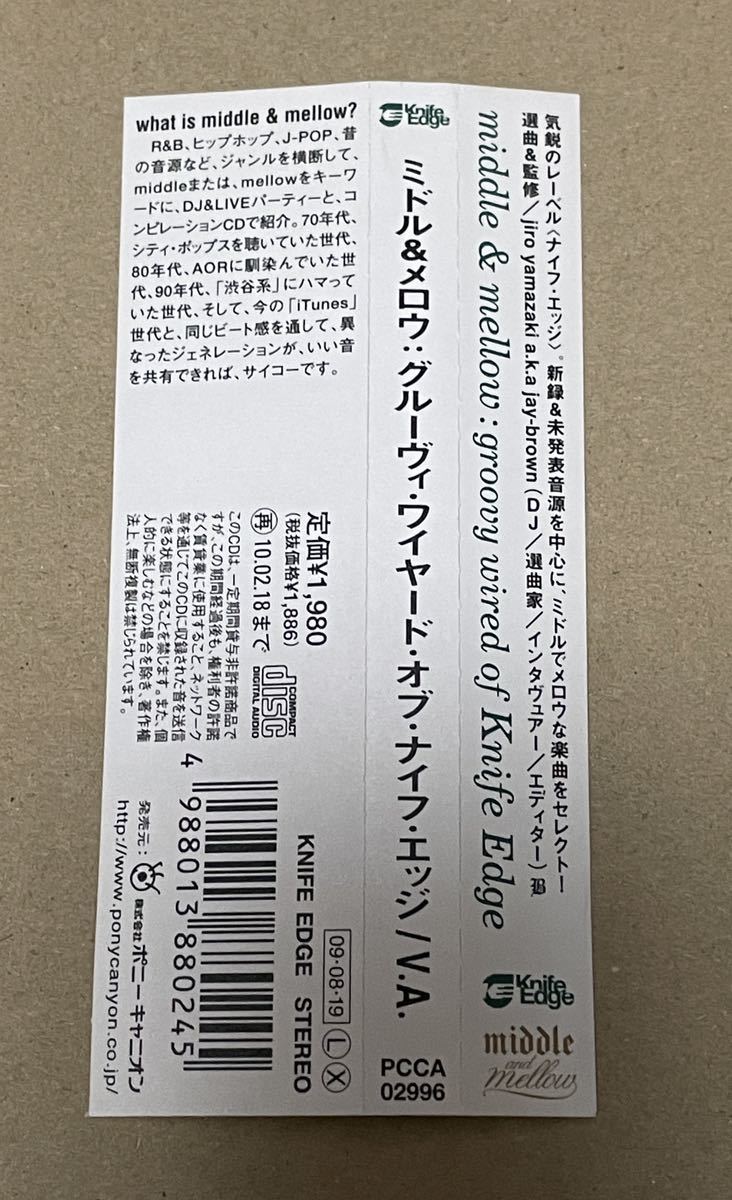 気鋭のレーベル〈ナイフ・エッジ〉。新録&未発表音源を中心に、ミドルでメロウな楽曲をセレクトー
選曲&監修/jiro yamazaki a.k.a jay-brown (DJ/選曲家/インタヴュアー/エディター)
middle & mellow : groovy wired of Knife Edge
Knife
Edge
middle
and
mellow
Knife
Edge
ミドル&メロウ:グルーヴィ・ワイヤード・オブ・ナイフ・エッジ/V.A.
PCCA
02996
what is middle & mellow?
R&B、ヒップホップ、J-POP、昔
の音源など、ジャンルを横断して、
middleまたは、mellowをキーワ
ードに、DJ&LIVEパーティーと、コ
ンピレーションCDで紹介。70年代、
シティ・ポップスを聴いていた世代、
80年代、AORに馴染んでいた世
代、90年代、「渋谷系」にハマって
いた世代、そして、今の「iTunes」
世代と、同じビート感を通して、異
なったジェネレーションが、いい音
を共有できれば、サイコーです。
定価¥1,980
(税抜価格¥1,886)
再 10.02.18まで
COMPACT
disc
DIGITAL AUDIO
このCDは、一定期間貸与非許諾商品で
すが、この期間経過後も、権利者の許諾
なく賃貸業に使用すること、ネットワーク
等を通じてこのCDに収録された音を送信
できる状態にすることを禁じます。また、個
人的に楽しむなどの場合を除き、著作権
法上、無断複製は禁じられています。
4 988013 880245
KNIFE EDGE STEREO
09・08・19 L X
発売元: 株式会社 ポニーキャニオン
http://www.ponycanyon.co.jp/